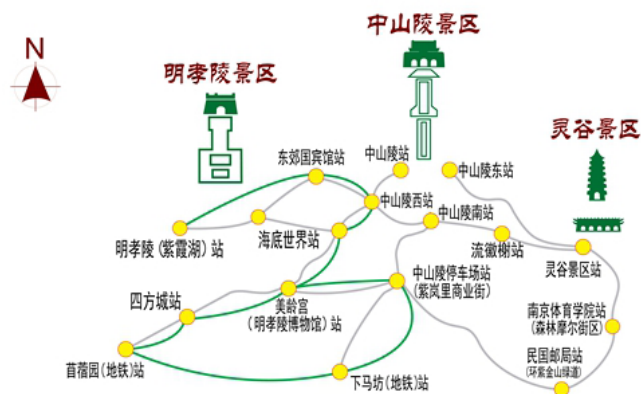 N
中山陵景区
明孝陵景区
灵谷景区
东郊国宾馆站
中山陵站
中山陵东站
中山陵西站
中山陵南站
明孝陵（紫霞湖）站
海底世界站
流徽榭站
灵谷景区站
四方城站
美龄宫
（明孝陵博物馆）站
中山陵停车场站
（紫岚里商业街）
南京体育学院站
（森林摩尔街区）
苜蓿园（地铁）站
下马坊（地铁）站
民国邮局站
（环紫金山绿道）